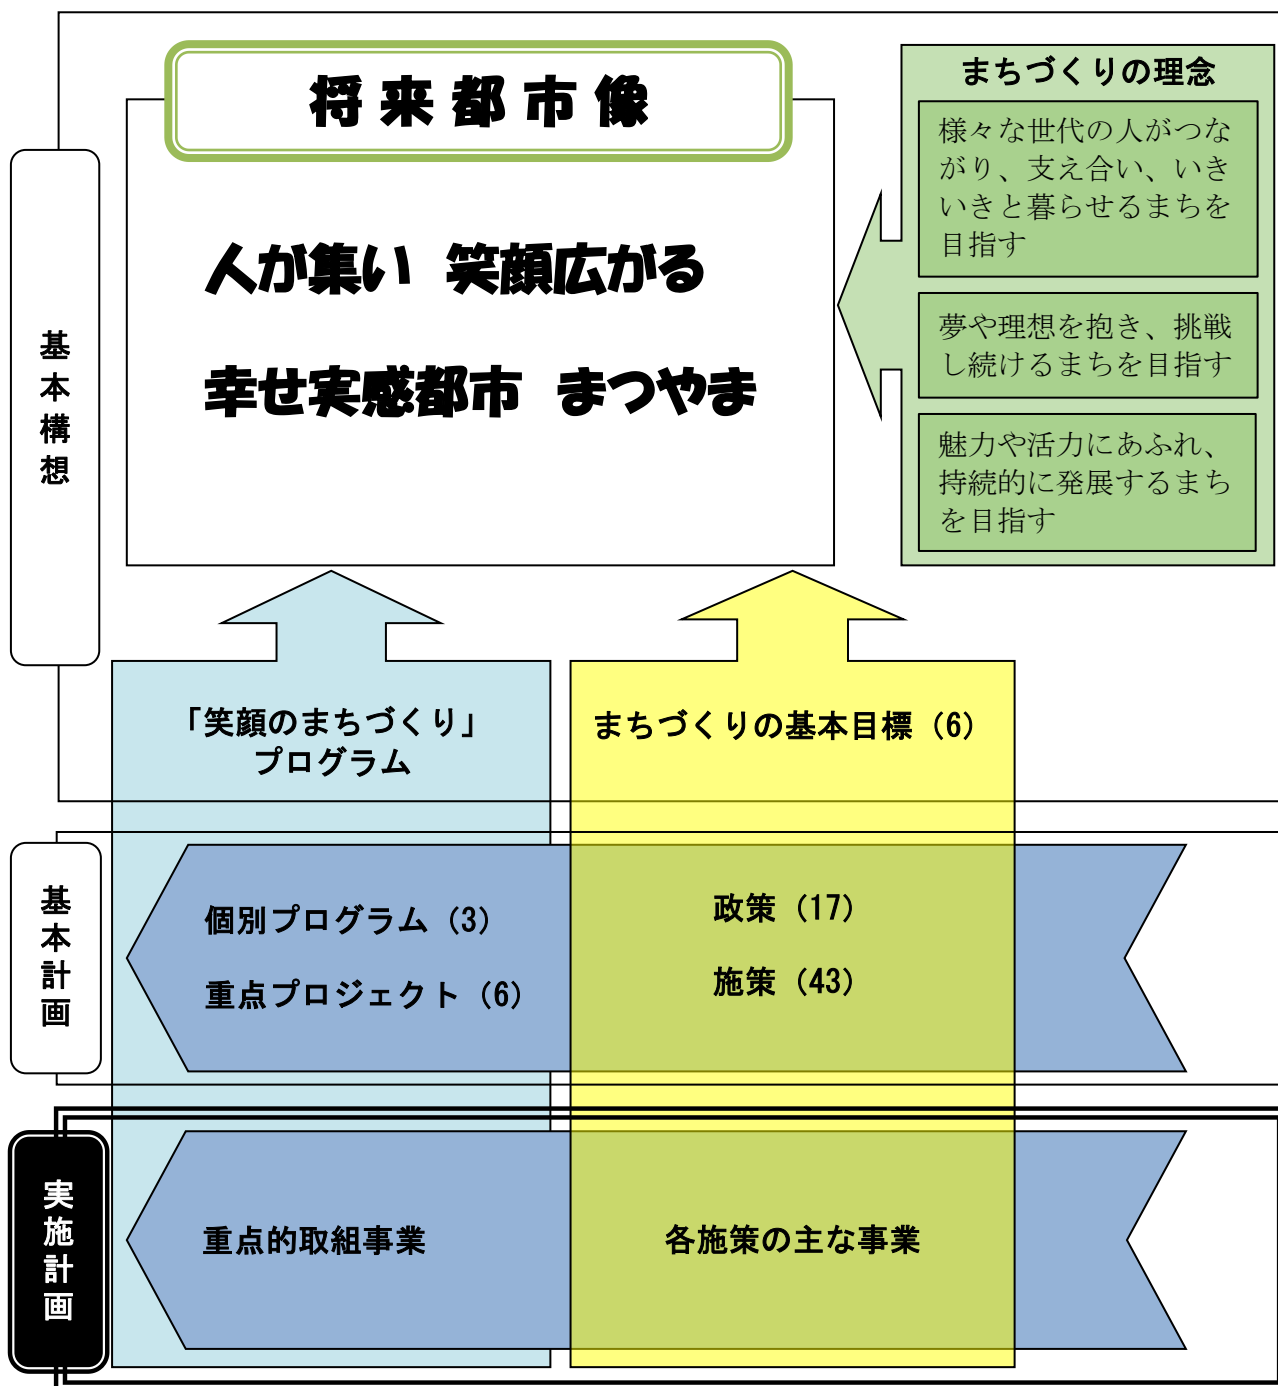 将来都市像
人が集い 笑顔広がる
幸せ実感都市 まつやま
まちづくりの理念
様々な世代の人がつな
がり、支え合い、いき
いきと暮らせるまちを
目指す
夢や理想を抱き、挑戦
し続けるまちを目指す
魅力や活力にあふれ、
持続的に発展するまち
を目指す
基本構想
「笑顔のまちづくり」
プログラム
まちづくりの基本目標（6）
基本計画
個別プログラム（3）
重点プロジェクト（6）
政策（17）
施策（43）
実施計画
重点的取組事業
各施策の主な事業